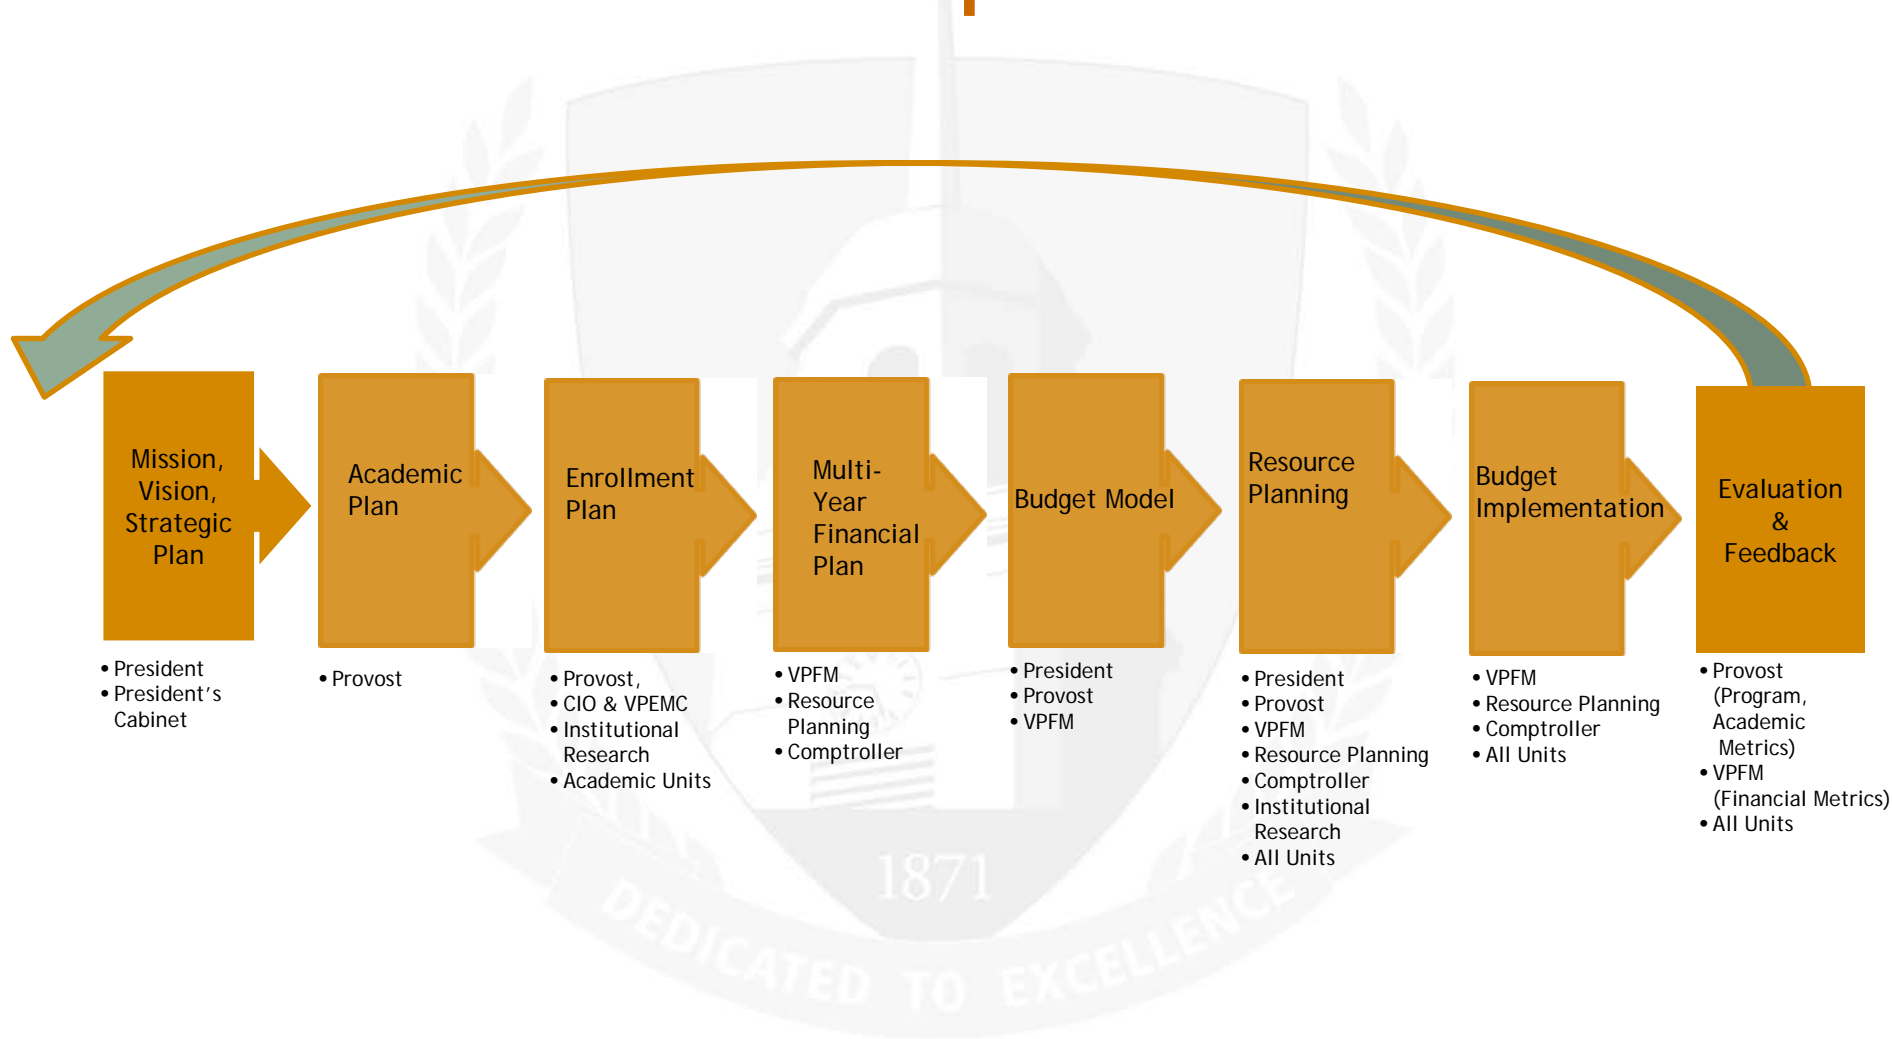 Mission,
Vision,
Strategic
Plan
• President
• President's
Cabinet
Academic
Plan
• Provost
Enrollment
Plan
• Provost,
• CIO & VPEMC
• Institutional
Research
• Academic Units
Multi-
Year
Financial
Plan
• VPFM
• Resource
Planning
• Comptroller
Budget Model
• President
• Provost
• VPFM
Resource
Planning
• President
• Provost
• VPFM
• Resource Planning
• Comptroller
• Institutional
Research
• All Units
Budget
Implementation
• VPFM
• Resource Planning
• Comptroller
• All Units
Evaluation
&
Feedback
• Provost
(Program,
Academic
Metrics)
• VPFM
(Financial Metrics)
• All Units
1871
DEDICATED TO EXCELLENCE